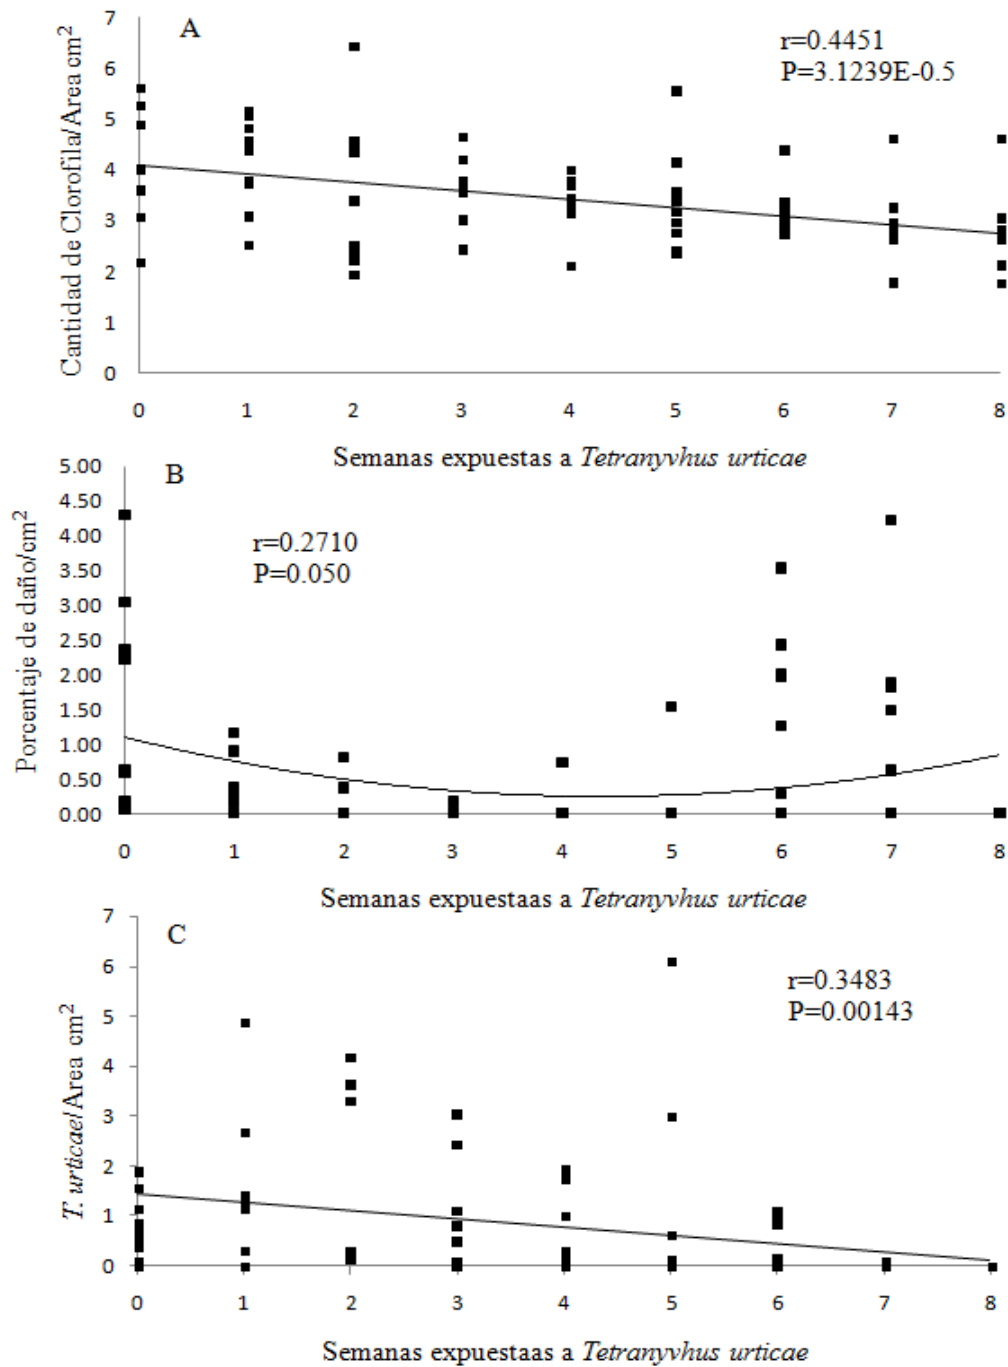 A
r=0.4451
P=3.1239E-0.5
Cantidad de Clorofila/Area cm²
7
6
5
4
3
2
1
0
0 1 2 3 4 5 6 7 8
Semanas expuestas a Tetranyvhus urticae
B
r=0.2710
P=0.050
Porcentaje de daño/cm²
5.00
4.50
4.00
3.50
3.00
2.50
2.00
1.50
1.00
0.50
0.00
0 1 2 3 4 5 6 7 8
Semanas expuestaas a Tetranyvhus urticae
C
r=0.3483
P=0.00143
T. urticae/Area cm²
7
6
5
4
3
2
1
0
0 1 2 3 4 5 6 7 8
Semanas expuestaas a Tetranyvhus urticae